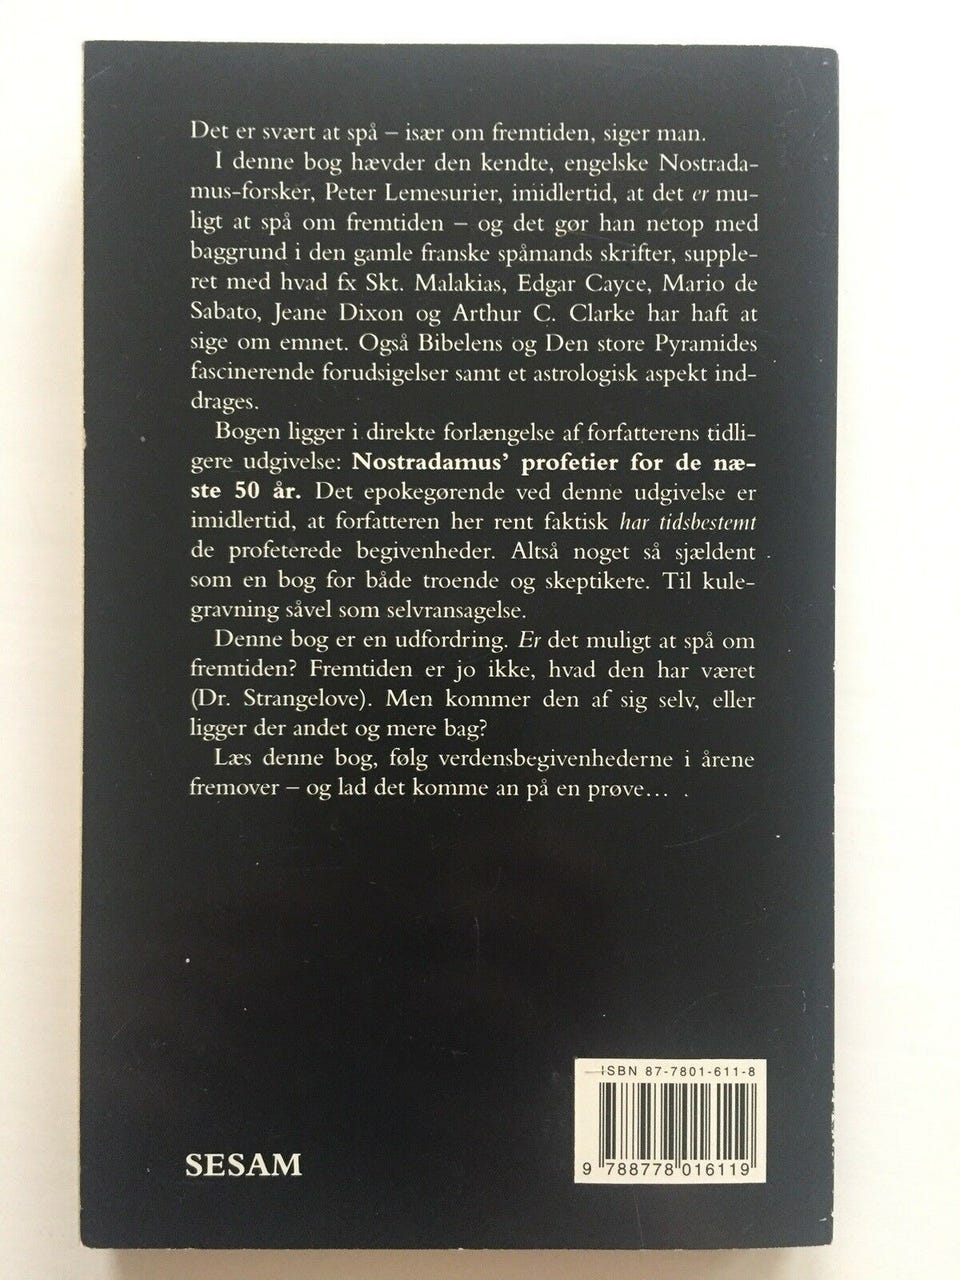 Det er svært at spå – især om fremtiden, siger man.
I denne bog hævder den kendte, engelske Nostrada-
mus-forsker, Peter Lemesurier, imidlertid, at det er mu-
ligt at spå om fremtiden – og det gør han netop med
baggrund i den gamle franske spåmands skrifter, supple-
ret med hvad fx Skt. Malakias, Edgar Cayce, Mario de
Sabato, Jeane Dixon og Arthur C. Clarke har haft at
sige om emnet. Også Bibelens og Den store Pyramides
fascinerende forudsigelser samt et astrologisk aspekt ind-
drages.
Bogen ligger i direkte forlængelse af forfatterens tidli-
gere udgivelse: Nostradamus’ profetier for de næ-
ste 50 år. Det epokegørende ved denne udgivelse er
imidlertid, at forfatteren her rent faktisk har tidsbestemt
de profeterede begivenheder. Altså noget så sjældent
som en bog for både troende og skeptikere. Til kule-
gravning såvel som selvransagelse.
Denne bog er en udfordring. Er det muligt at spå om
fremtiden? Fremtiden er jo ikke, hvad den har været
(Dr. Strangelove). Men kommer den af sig selv, eller
ligger der andet og mere bag?
Læs denne bog, følg verdensbegivenhederne i årene
fremover – og lad det komme an på en prøve…
ISBN 87-7801-611-8
9 788778 016119
SESAM